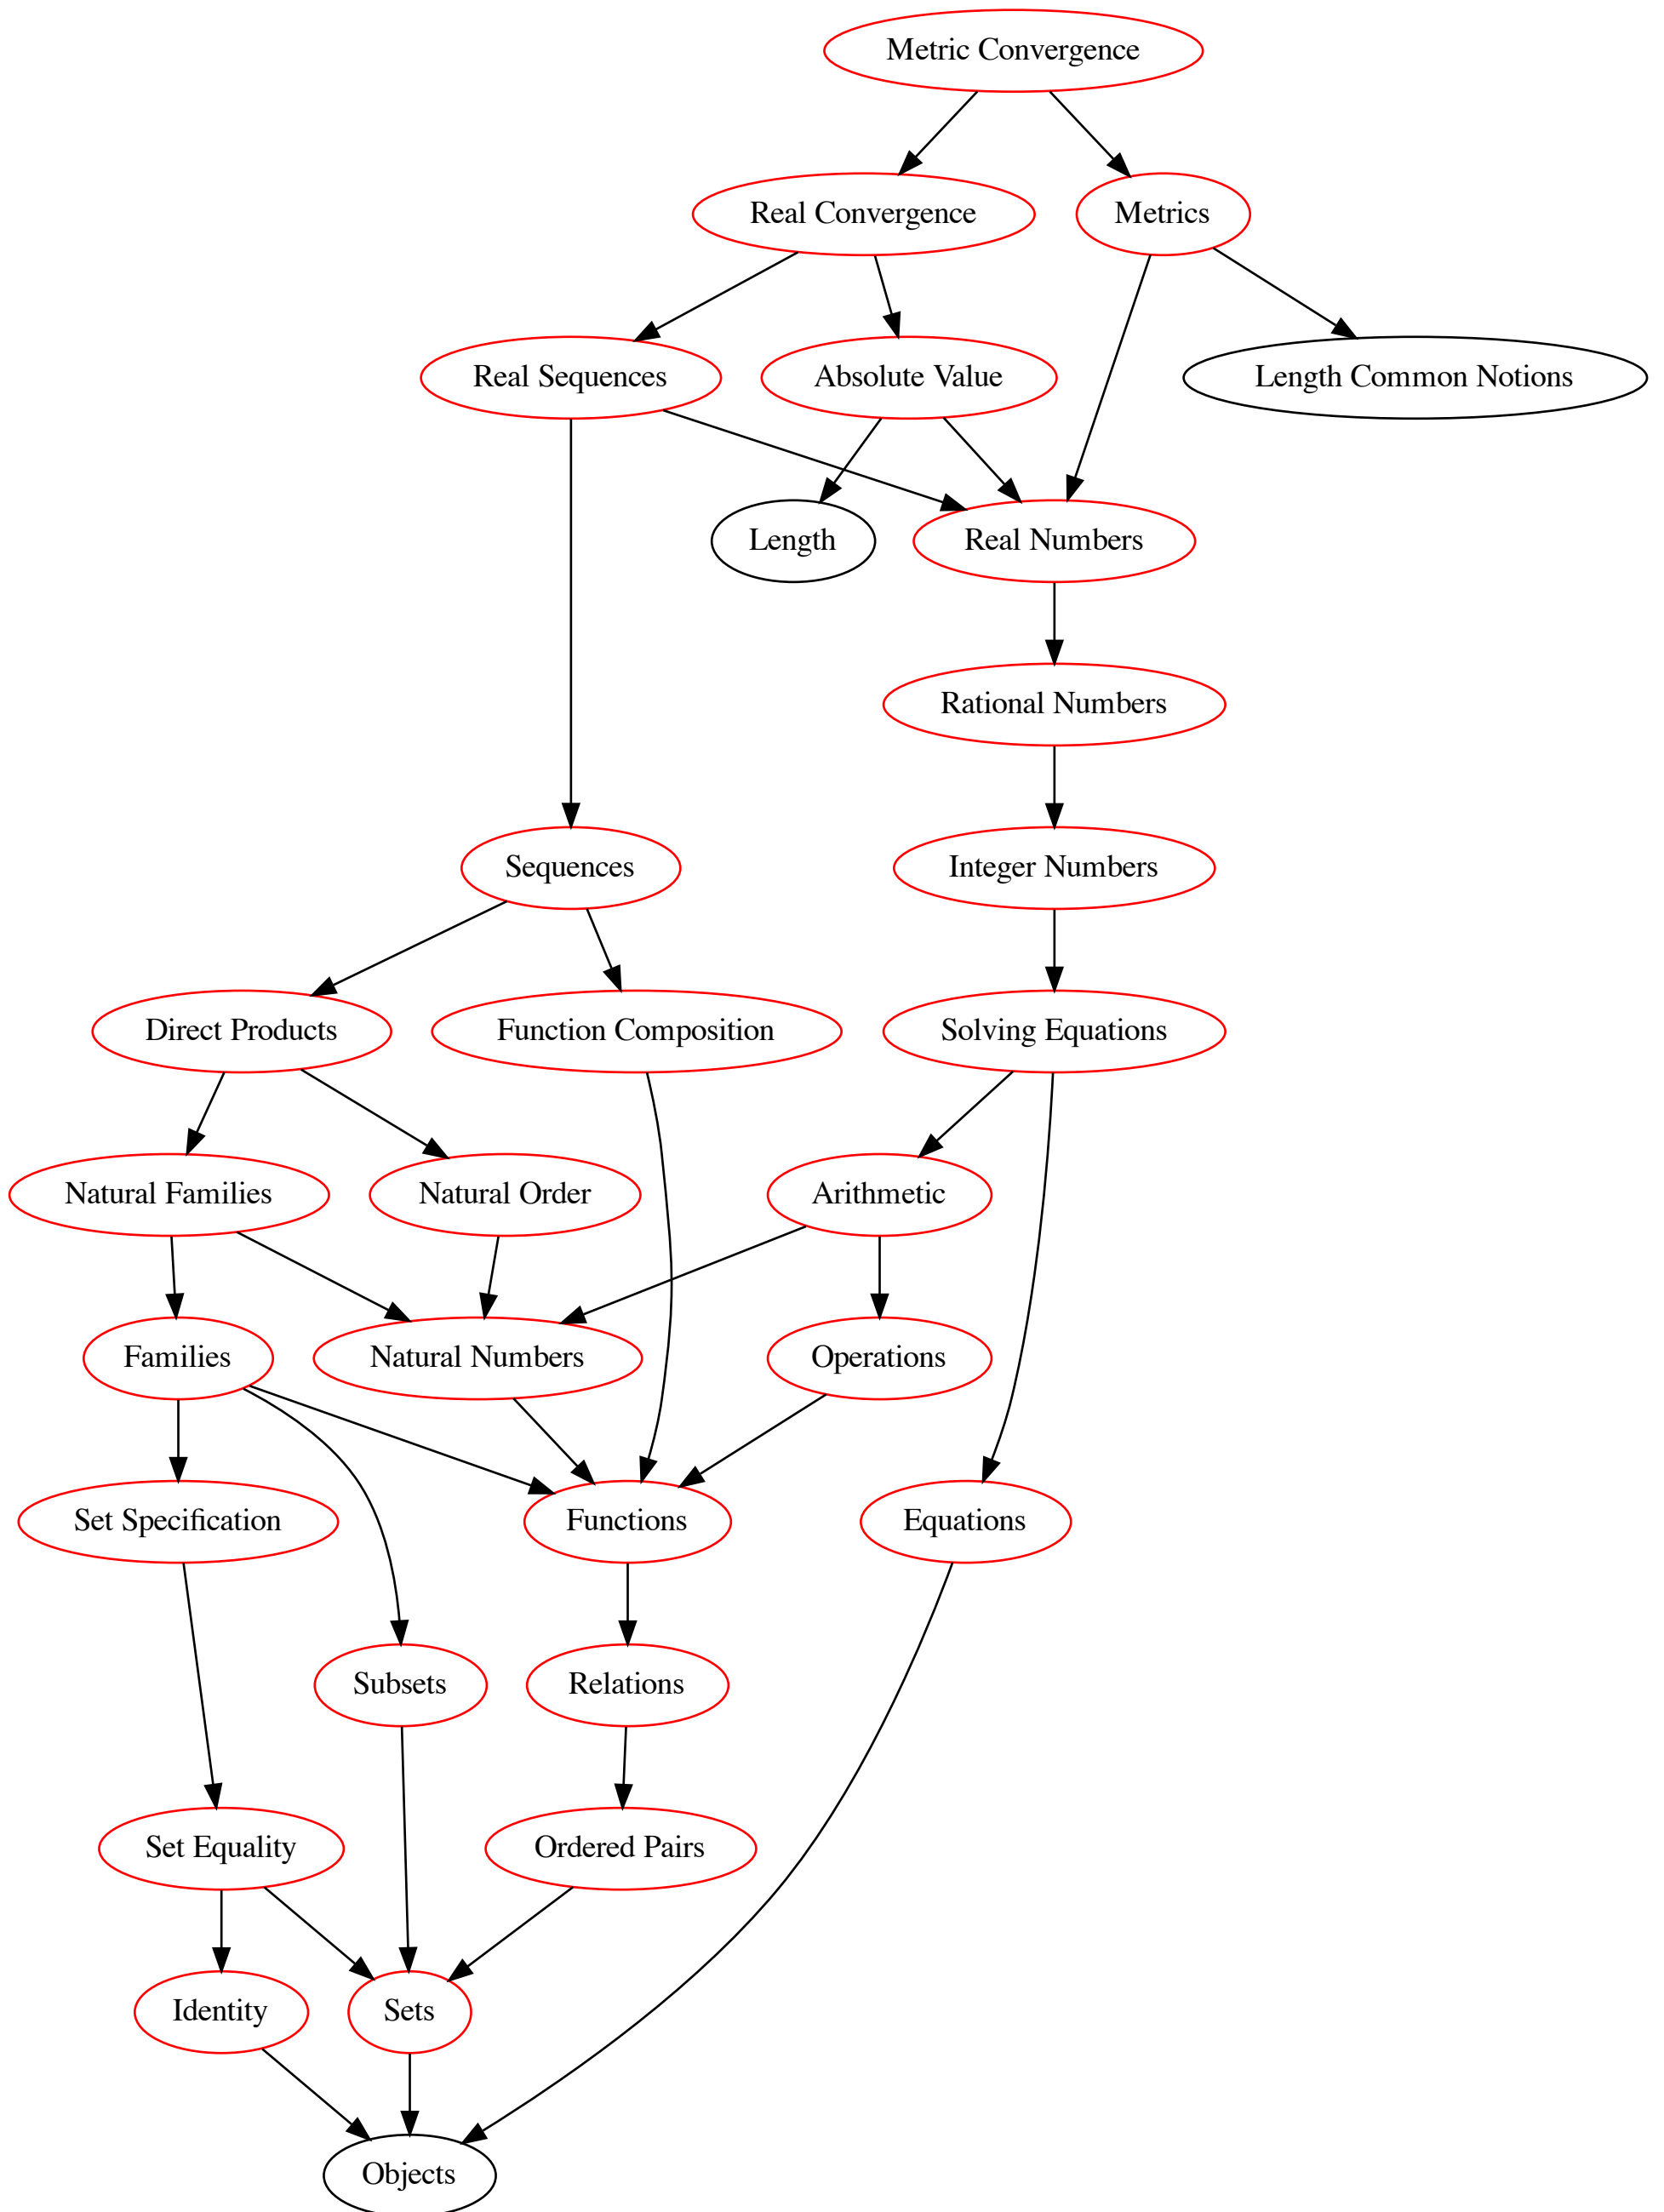 Metric Convergence
Real Convergence
Metrics
Real Sequences
Absolute Value
Length Common Notions
Length
Real Numbers
Rational Numbers
Sequences
Integer Numbers
Direct Products
Function Composition
Solving Equations
Natural Families
Natural Order
Arithmetic
Families
Natural Numbers
Operations
Set Specification
Functions
Equations
Subsets
Relations
Set Equality
Ordered Pairs
Identity
Sets
Objects